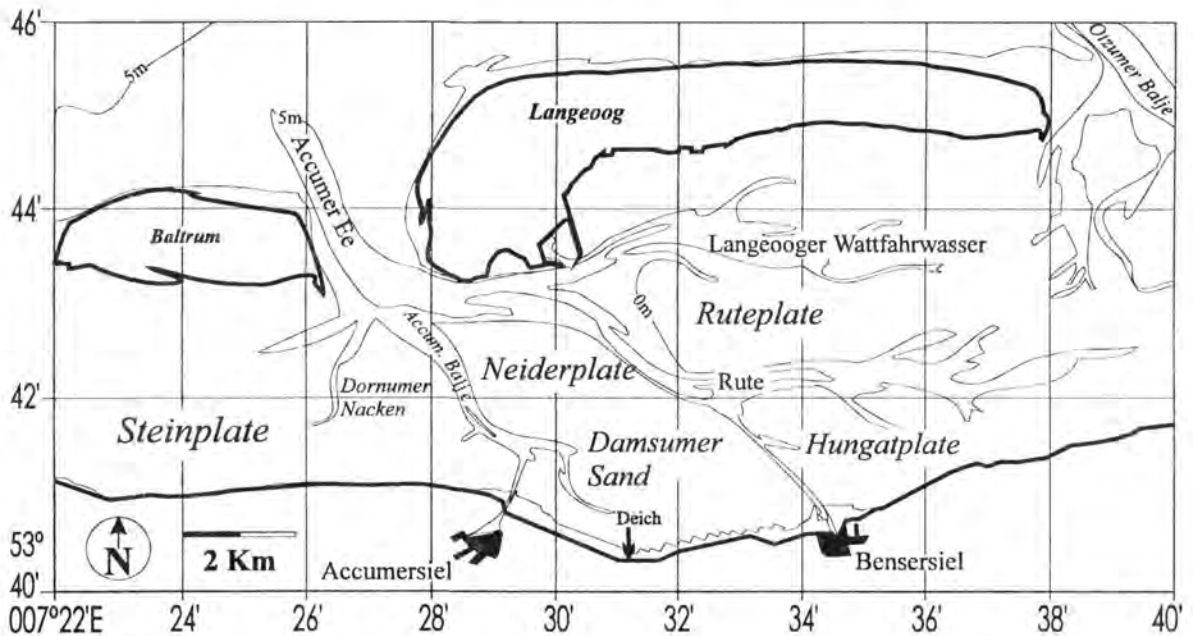 46'
5m
Olzumer Balje
Langeoog
5m
Accumer Ee
44'
Baltrum
Langeooger Wattfahrwasser
0m
Ruteplate
Accum. Balje
Neiderplate
Rute
Dornumer
Nacken
42'
Steinplate
Damsumer
Sand
Hungatplate
Deich
53°
N
2 Km
Accumersiel
Bensersiel
40'
007°22'E
24'
26'
28'
30'
32'
34'
36'
38'
40'